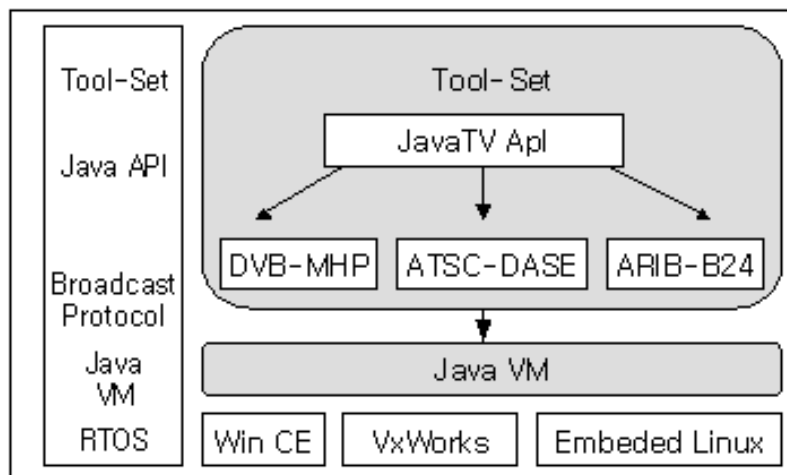 Tool-Set
Java API
Broadcast
Protocol
Java
VM
RTOS
Tool-Set
JavaTV ApI
DVB-MHP
ATSC-DASE
ARIB-B24
Java VM
Win CE
VxWorks
Embeded Linux